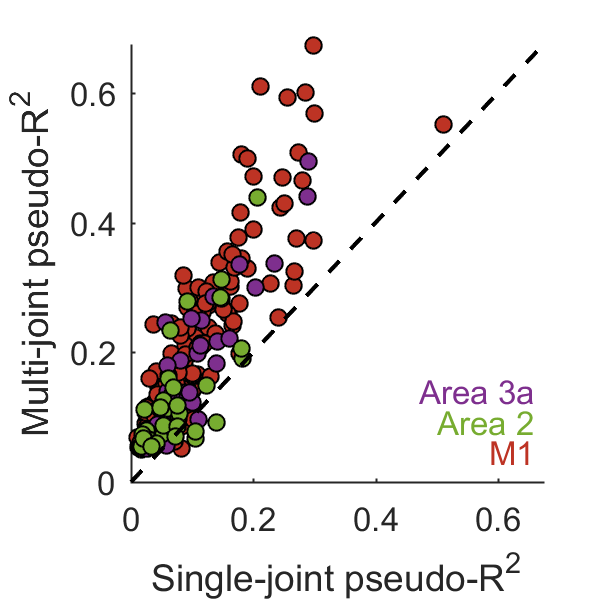 Multi-joint pseudo-R²
0.6
0.4
0.2
0
Area 3a
Area 2
M1
0 0.2 0.4 0.6
Single-joint pseudo-R²